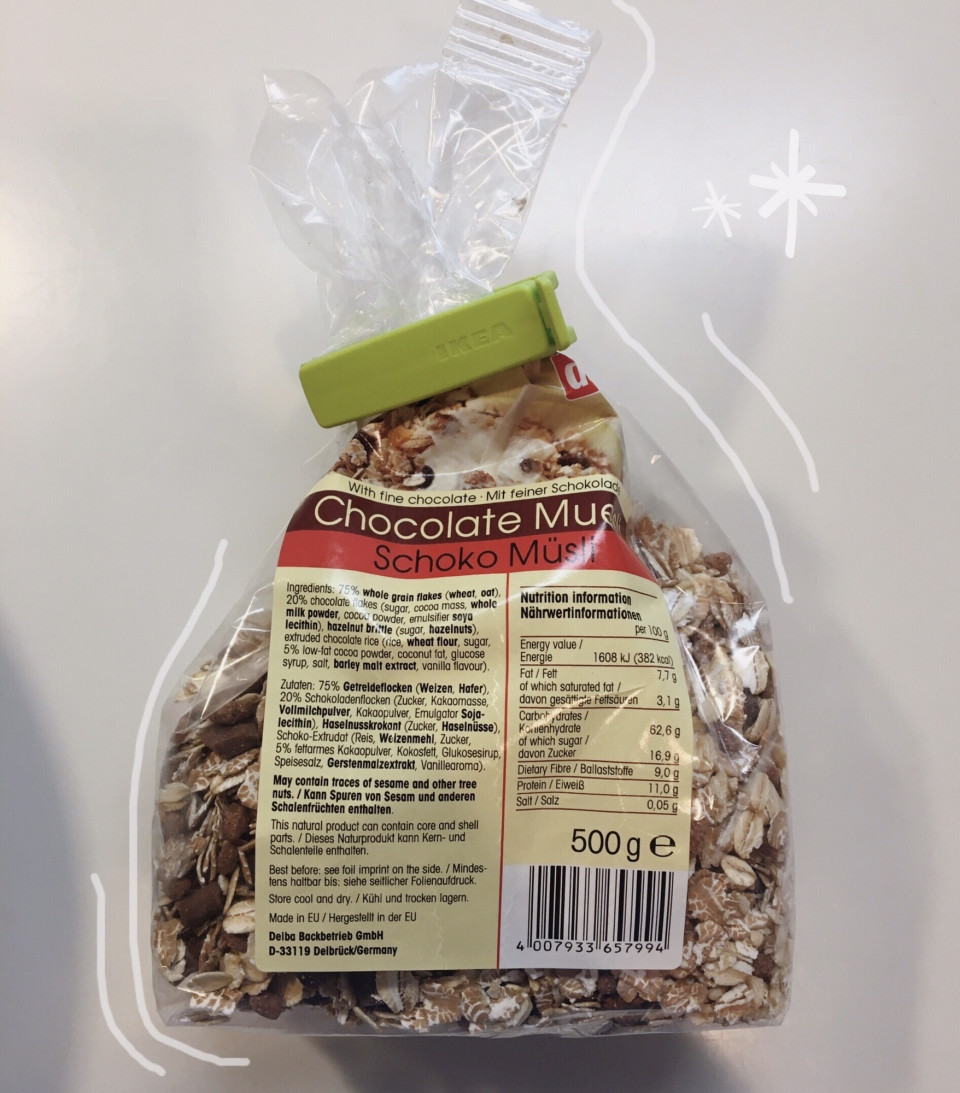 IKEA
With fine chocolate · Mit feiner Schokolade
Chocolate Mue
Schoko Müsli
Ingredients: 75% whole grain flakes (wheat, oat),
20% chocolate flakes (sugar, cocoa mass, whole
milk powder, cocoa powder, emulsifier soya
lecithin), hazelnut brittle (sugar, hazelnuts),
extruded chocolate rice (rice, wheat flour, sugar,
5% low-fat cocoa powder, coconut fat, glucose
syrup, salt, barley malt extract, vanilla flavour).
Zutaten: 75% Getreideflocken (Weizen, Hafer),
20% Schokoladenflocken (Zucker, Kakaomasse,
Vollmilchpulver, Kakaopulver, Emulgator Soja-
lecithin), Haselnusskrokant (Zucker, Haselnüsse),
Schoko-Extrudat (Reis, Weizenmehl, Zucker,
5% fettarmes Kakaopulver, Kokosfett, Glukosesirup,
Speisesalz, Gerstenmalzextrakt, Vanillearoma).
May contain traces of sesame and other tree
nuts. / Kann Spuren von Sesam und anderen
Schalenfrüchten enthalten.
This natural product can contain core and shell
parts. / Dieses Naturprodukt kann Kern- und
Schalenteile enthalten.
Best before: see foil imprint on the side. / Mindes-
tens haltbar bis: siehe seitlicher Folienaufdruck.
Store cool and dry. / Kühl und trocken lagern.
Made in EU / Hergestellt in der EU
Delba Backbetrieb GmbH
D-33119 Delbrück/Germany
Nutrition information
Nährwertinformationen
per 100 g
Energy value /
Energie 1608 kJ (382 kcal)
Fat / Fett 7,7 g
of which saturated fat /
davon gesättigte Fettsäuren 3,1 g
Carbohydrates /
Kohlenhydrate 62,6 g
of which sugar /
davon Zucker 16,9 g
Dietary Fibre / Ballaststoffe 9,0 g
Protein / Eiweiß 11,0 g
Salt / Salz 0,05 g
500 g e
4 007933 657994